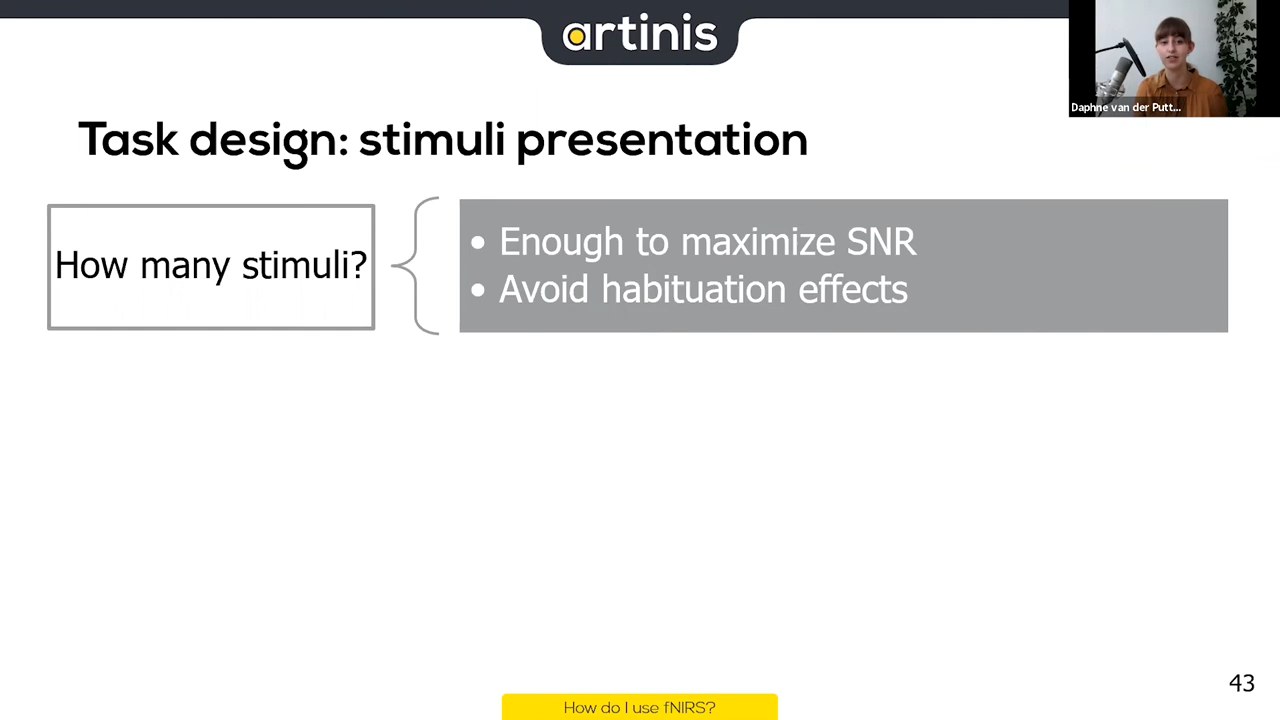 artinis
Daphne van der Putt...
Task design: stimuli presentation
How many stimuli?
• Enough to maximize SNR
• Avoid habituation effects
43
How do I use fNIRS?